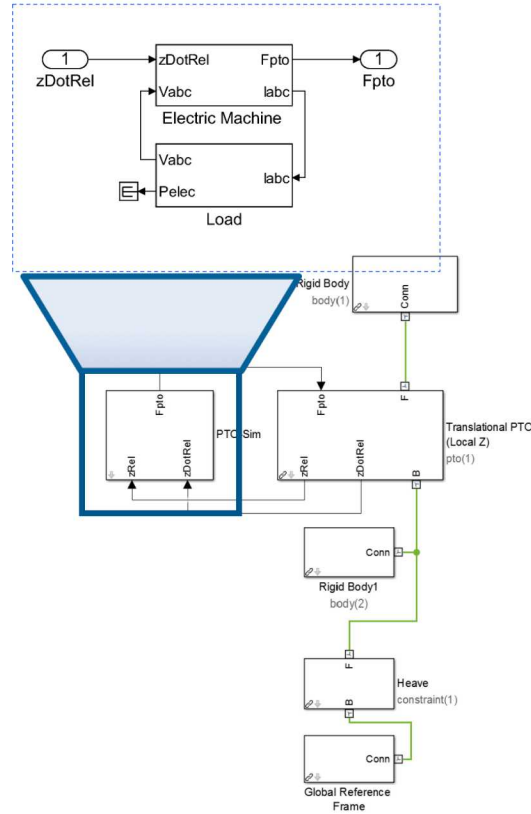 1
zDotRel
zDotRel
Vabc
Fpto
Iabc
Electric Machine
1
Fpto
Vabc
Pelec
Iabc
Load
Rigid Body
body(1)
Conn
F
Fpto
zRel
zDotRel
PTO-Sim
Fpto
zRel
zDotRel
B
Translational PTO
(Local Z)
pto(1)
Conn
Rigid Body1
body(2)
F
B
Heave
constraint(1)
Conn
Global Reference
Frame